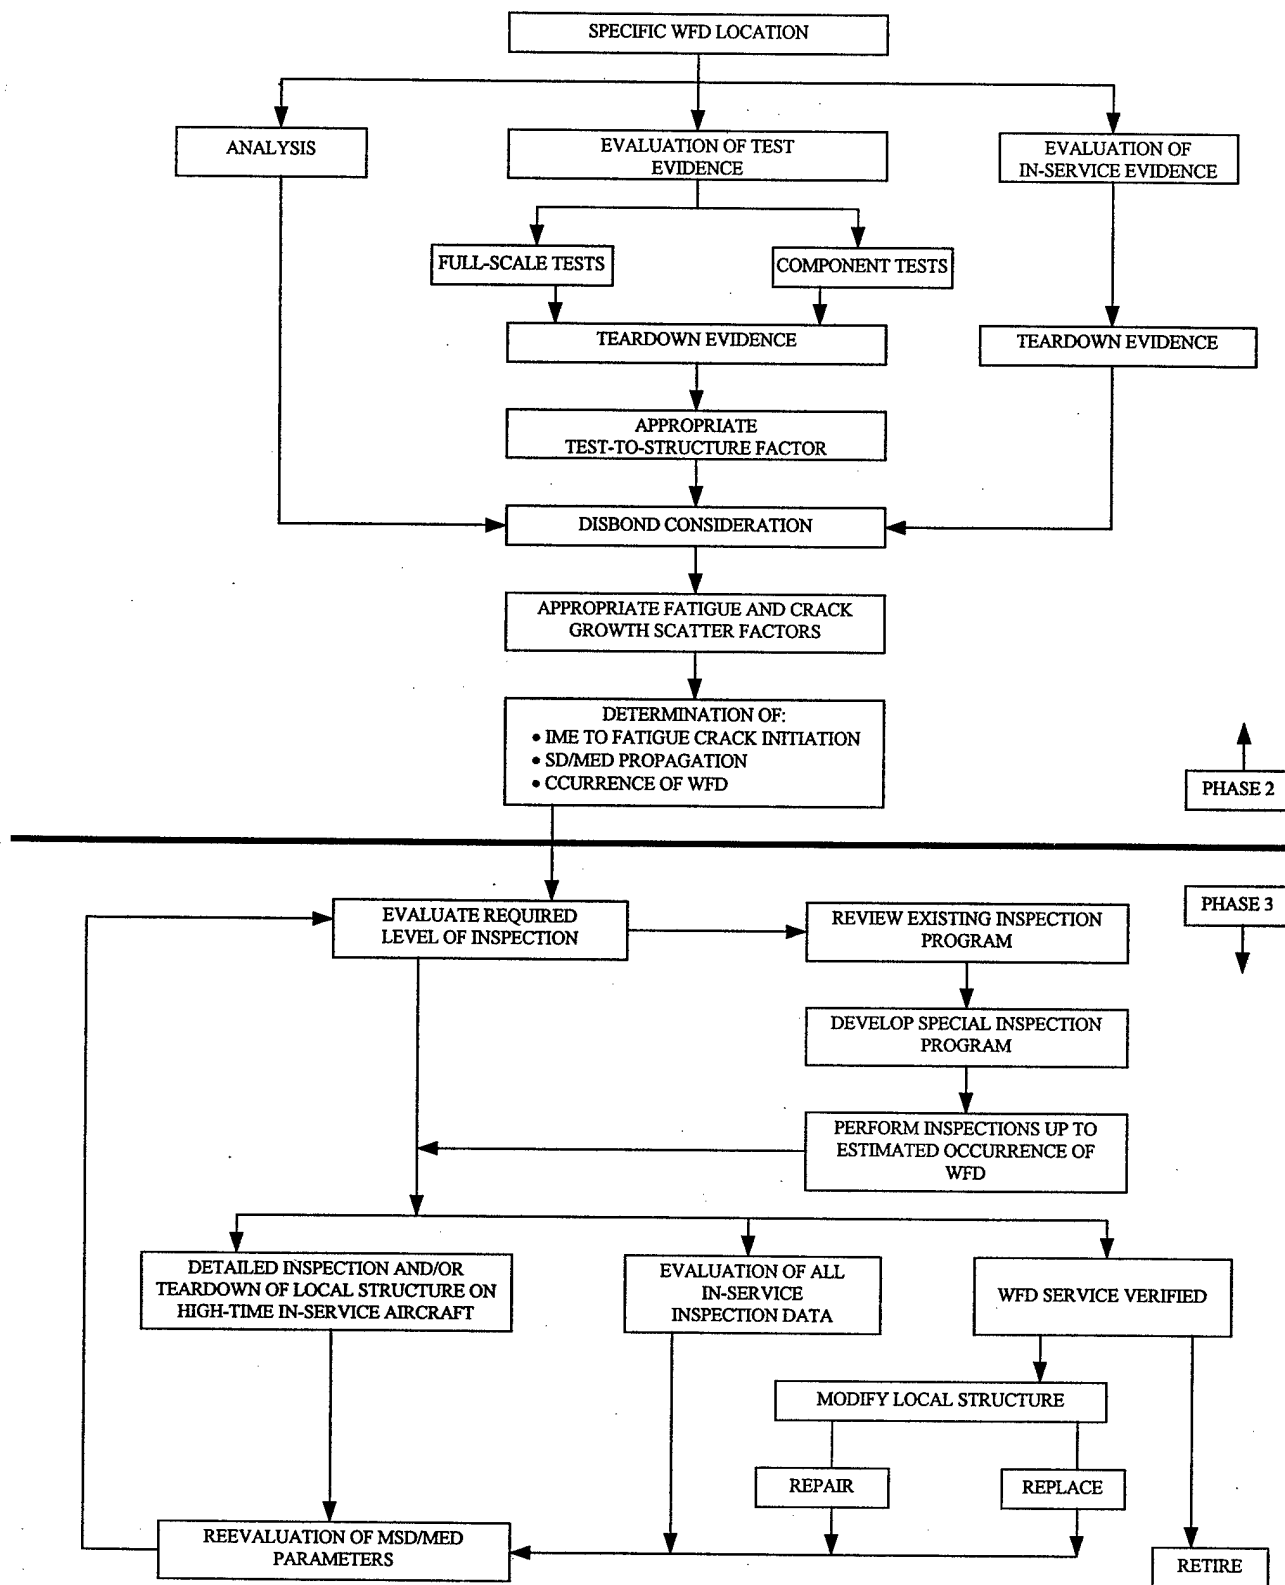 SPECIFIC WFD LOCATION
ANALYSIS
EVALUATION OF TEST
EVIDENCE
EVALUATION OF
IN-SERVICE EVIDENCE
FULL-SCALE TESTS
COMPONENT TESTS
TEARDOWN EVIDENCE
TEARDOWN EVIDENCE
APPROPRIATE
TEST-TO-STRUCTURE FACTOR
DISBOND CONSIDERATION
APPROPRIATE FATIGUE AND CRACK
GROWTH SCATTER FACTORS
DETERMINATION OF:
• IME TO FATIGUE CRACK INITIATION
• SD/MED PROPAGATION
• CCURRENCE OF WFD
PHASE 2
PHASE 3
EVALUATE REQUIRED
LEVEL OF INSPECTION
REVIEW EXISTING INSPECTION
PROGRAM
DEVELOP SPECIAL INSPECTION
PROGRAM
PERFORM INSPECTIONS UP TO
ESTIMATED OCCURRENCE OF
WFD
DETAILED INSPECTION AND/OR
TEARDOWN OF LOCAL STRUCTURE ON
HIGH-TIME IN-SERVICE AIRCRAFT
EVALUATION OF ALL
IN-SERVICE
INSPECTION DATA
WFD SERVICE VERIFIED
MODIFY LOCAL STRUCTURE
REPAIR
REPLACE
REEVALUATION OF MSD/MED
PARAMETERS
RETIRE